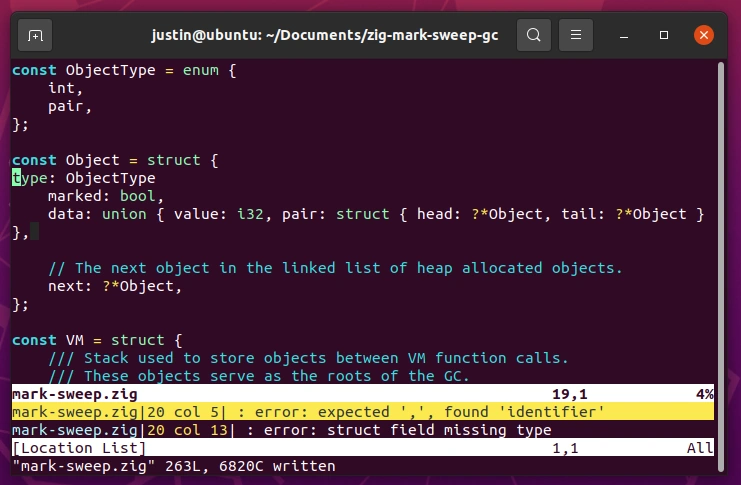 justin@ubuntu: ~/Documents/zig-mark-sweep-gc
const ObjectType = enum {
    int,
    pair,
};

const Object = struct {
type: ObjectType
    marked: bool,
    data: union { value: i32, pair: struct { head: ?*Object, tail: ?*Object }
},

    // The next object in the linked list of heap allocated objects.
    next: ?*Object,
};

const VM = struct {
    /// Stack used to store objects between VM function calls.
    /// These objects serve as the roots of the GC.
mark-sweep.zig 19,1 4%
mark-sweep.zig|20 col 5| : error: expected ',', found 'identifier'
mark-sweep.zig|20 col 13| : error: struct field missing type
[Location List] 1,1 All
"mark-sweep.zig" 263L, 6820C written